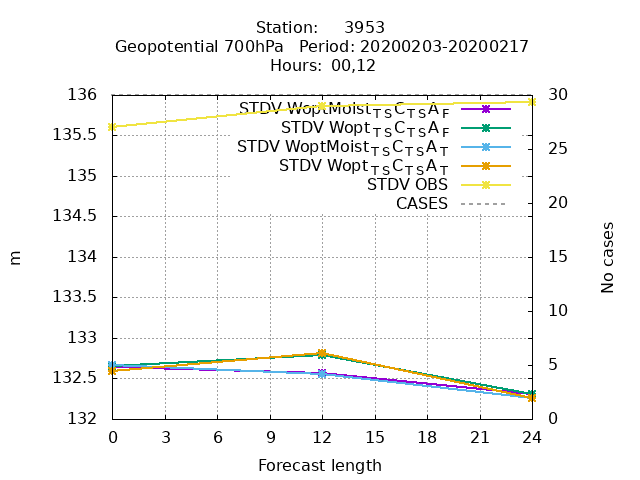 Station: 3953
Geopotential 700hPa Period: 20200203-20200217
Hours: 00,12
136
135.5
135
134.5
134
133.5
133
132.5
132
30
25
20
15
10
5
0
STDV WoptMoistTSCTSAF
STDV WoptTSCTSAF
STDV WoptMoistTSCTSAT
STDV WoptTSCTSAT
STDV OBS
CASES
m
No cases
0 3 6 9 12 15 18 21 24
Forecast length